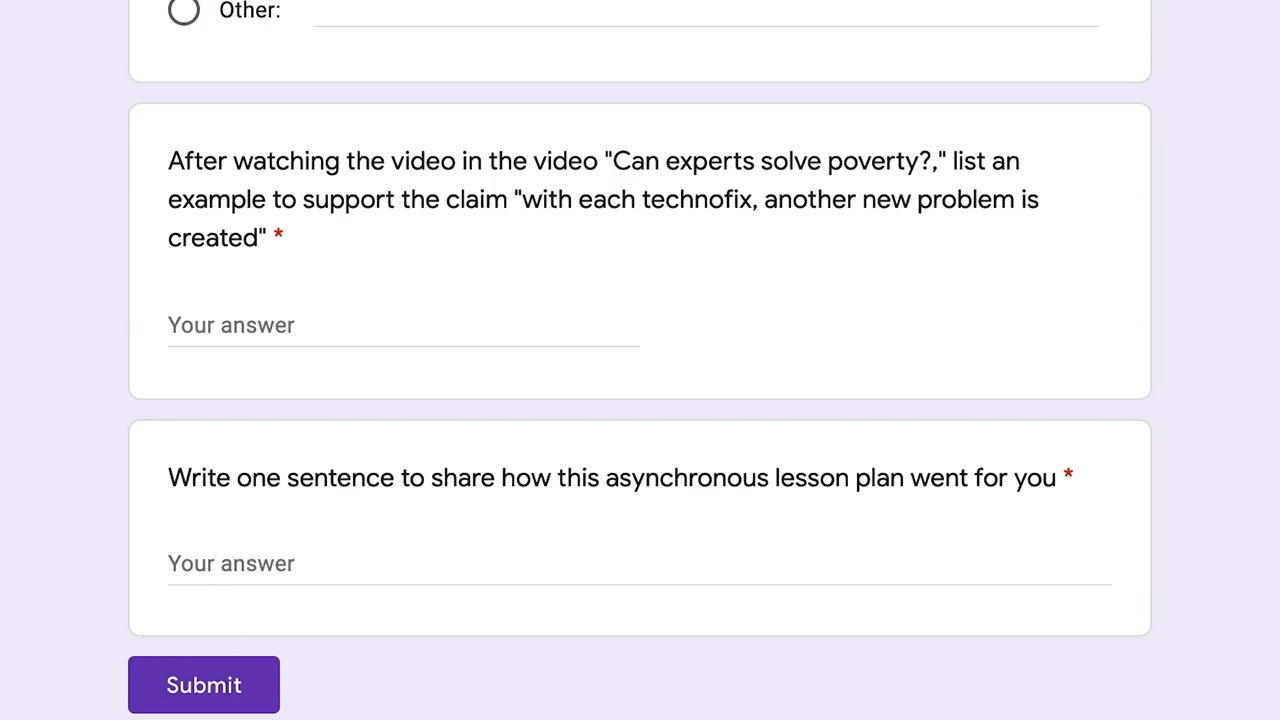 Other:
After watching the video in the video "Can experts solve poverty?," list an
example to support the claim "with each technofix, another new problem is
created" *
Your answer
Write one sentence to share how this asynchronous lesson plan went for you *
Your answer
Submit